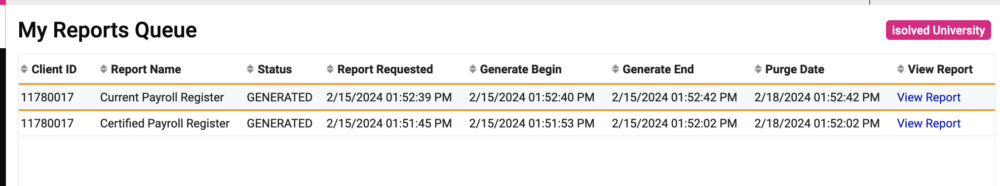 My Reports Queue
isolved University
Client ID Report Name Status Report Requested Generate Begin Generate End Purge Date View Report
11780017 Current Payroll Register GENERATED 2/15/2024 01:52:39 PM 2/15/2024 01:52:40 PM 2/15/2024 01:52:42 PM 2/18/2024 01:52:42 PM View Report
11780017 Certified Payroll Register GENERATED 2/15/2024 01:51:45 PM 2/15/2024 01:51:53 PM 2/15/2024 01:52:02 PM 2/18/2024 01:52:02 PM View Report